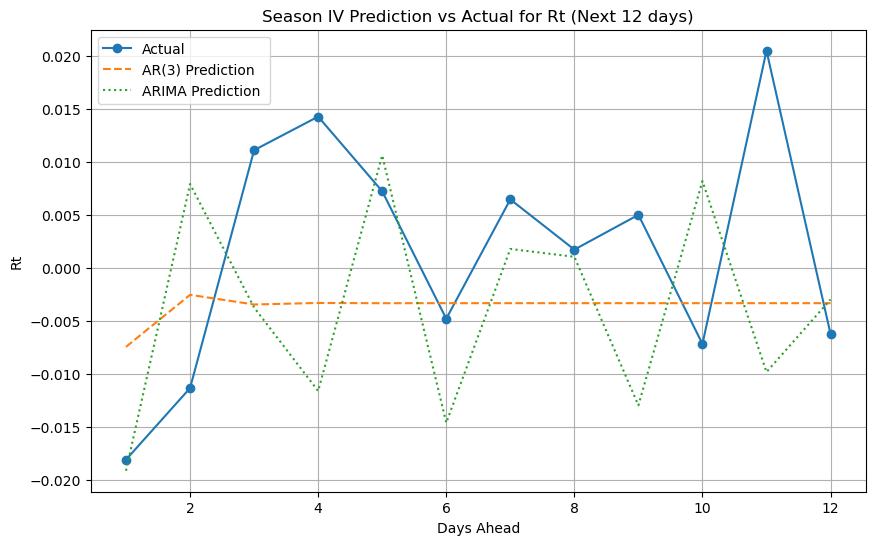 Season IV Prediction vs Actual for Rt (Next 12 days)
Actual
AR(3) Prediction
ARIMA Prediction
0.020
0.015
0.010
0.005
0.000
−0.005
−0.010
−0.015
−0.020
Rt
2 4 6 8 10 12
Days Ahead